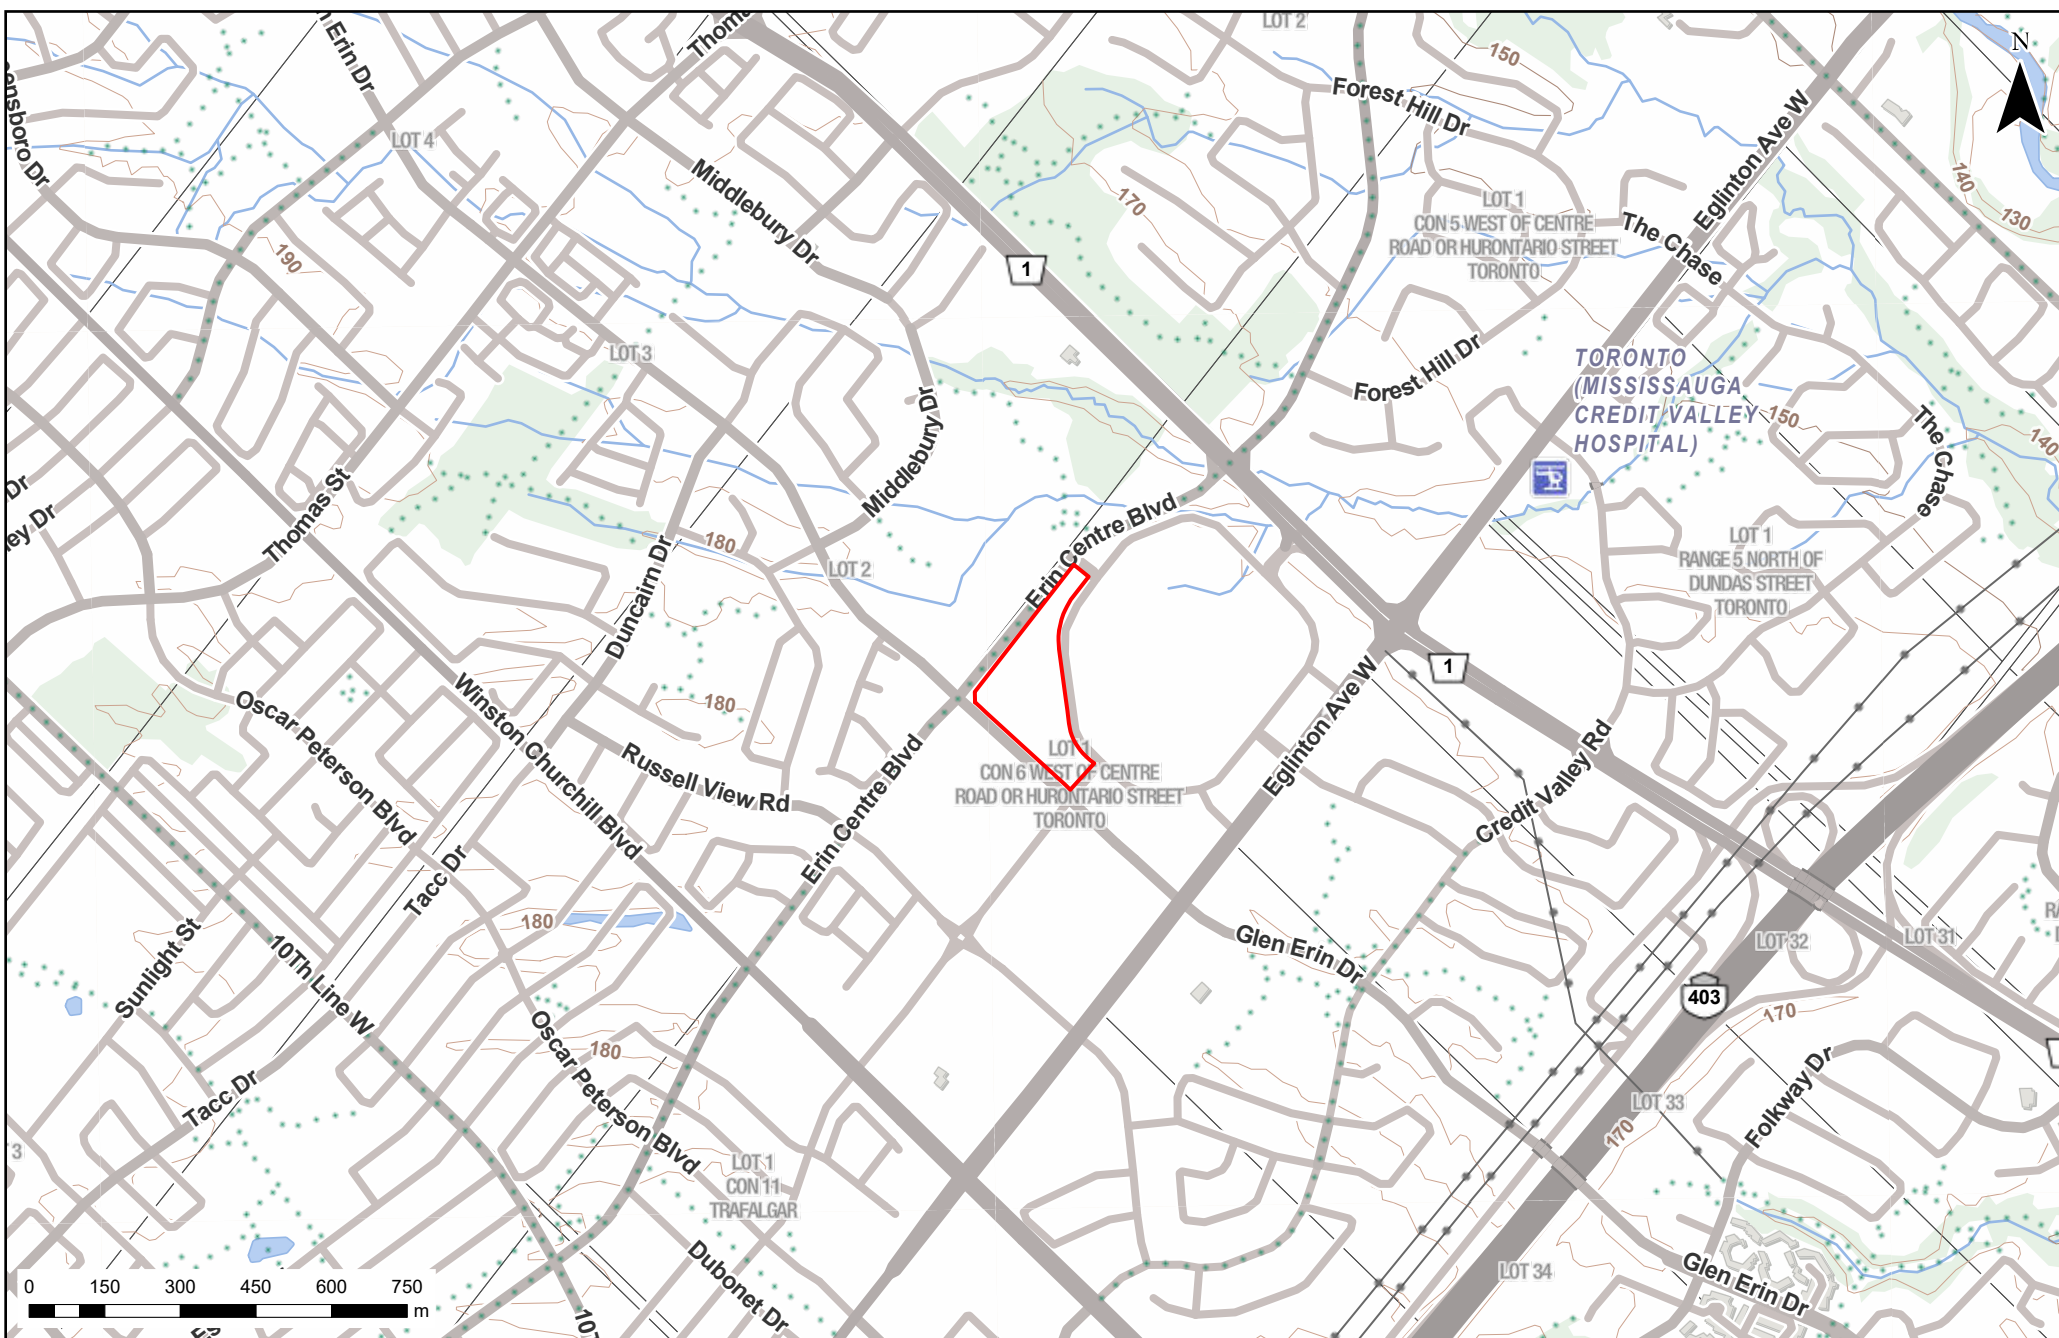 LOT 2
N
Erin Dr
150
Forest Hill Dr
Eglinton Ave W
LOT 4
Middlebury Dr
170
LOT 1
CON 5 WEST OF CENTRE
ROAD OR HURONTARIO STREET
TORONTO
140
130
The Chase
190
1
LOT 3
Forest Hill Dr
TORONTO
(MISSISSAUGA
CREDIT VALLEY
HOSPITAL)
150
The Chase
140
Middlebury Dr
Thomas St
Erin Centre Blvd
180
Duncairn Dr
LOT 2
LOT 1
RANGE 5 NORTH OF
DUNDAS STREET
TORONTO
1
Eglinton Ave W
Oscar Peterson Blvd
Winston Churchill Blvd
180
Russell View Rd
Erin Centre Blvd
LOT 1
CON 6 WEST OF CENTRE
ROAD OR HURONTARIO STREET
TORONTO
Credit Valley Rd
Tacc Dr
180
Sunlight St
10Th Line W
Glen Erin Dr
LOT 32
LOT 31
403
170
Oscar Peterson Blvd
180
Tacc Dr
Folkway Dr
LOT 33
170
3
LOT 1
CON 11
TRAFALGAR
Dubonet Dr
LOT 34
Glen Erin Dr
0 150 300 450 600 750
m